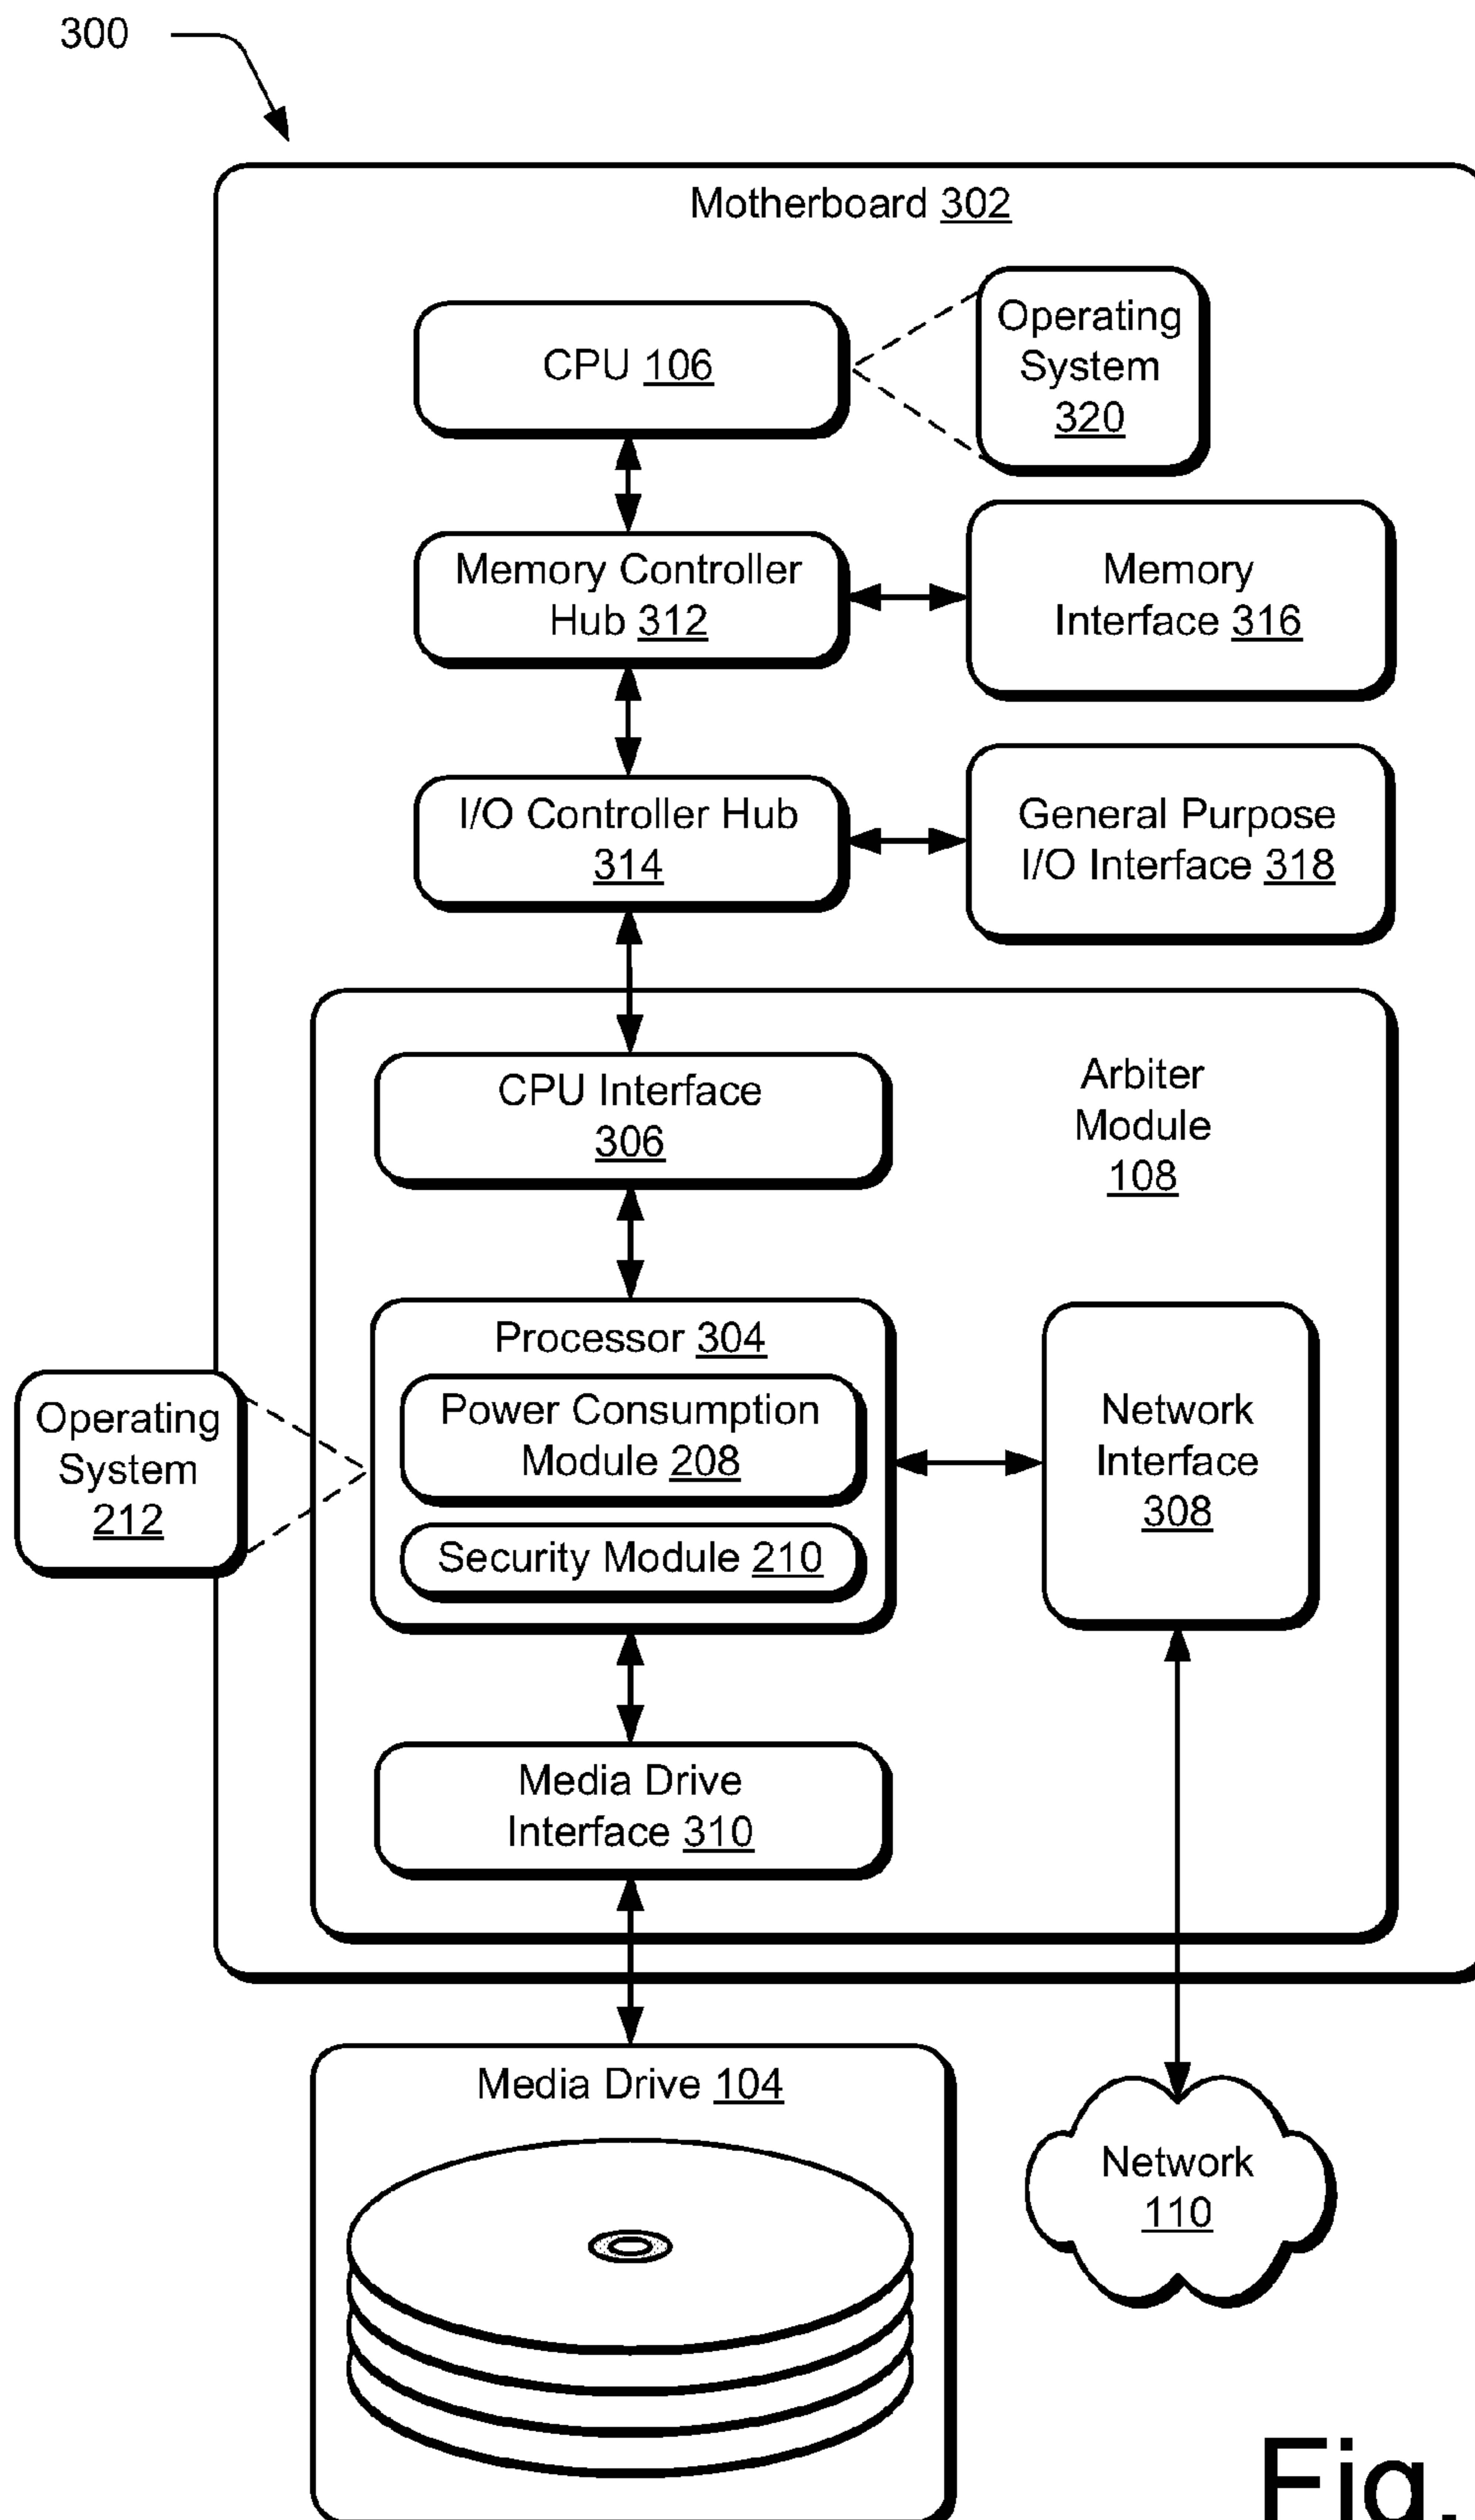 300
Motherboard 302
CPU 106
Operating
System
320
Memory Controller
Hub 312
Memory
Interface 316
I/O Controller Hub
314
General Purpose
I/O Interface 318
CPU Interface
306
Arbiter
Module
108
Processor 304
Power Consumption
Module 208
Security Module 210
Operating
System
212
Network
Interface
308
Media Drive
Interface 310
Media Drive 104
Network
110
Fig.